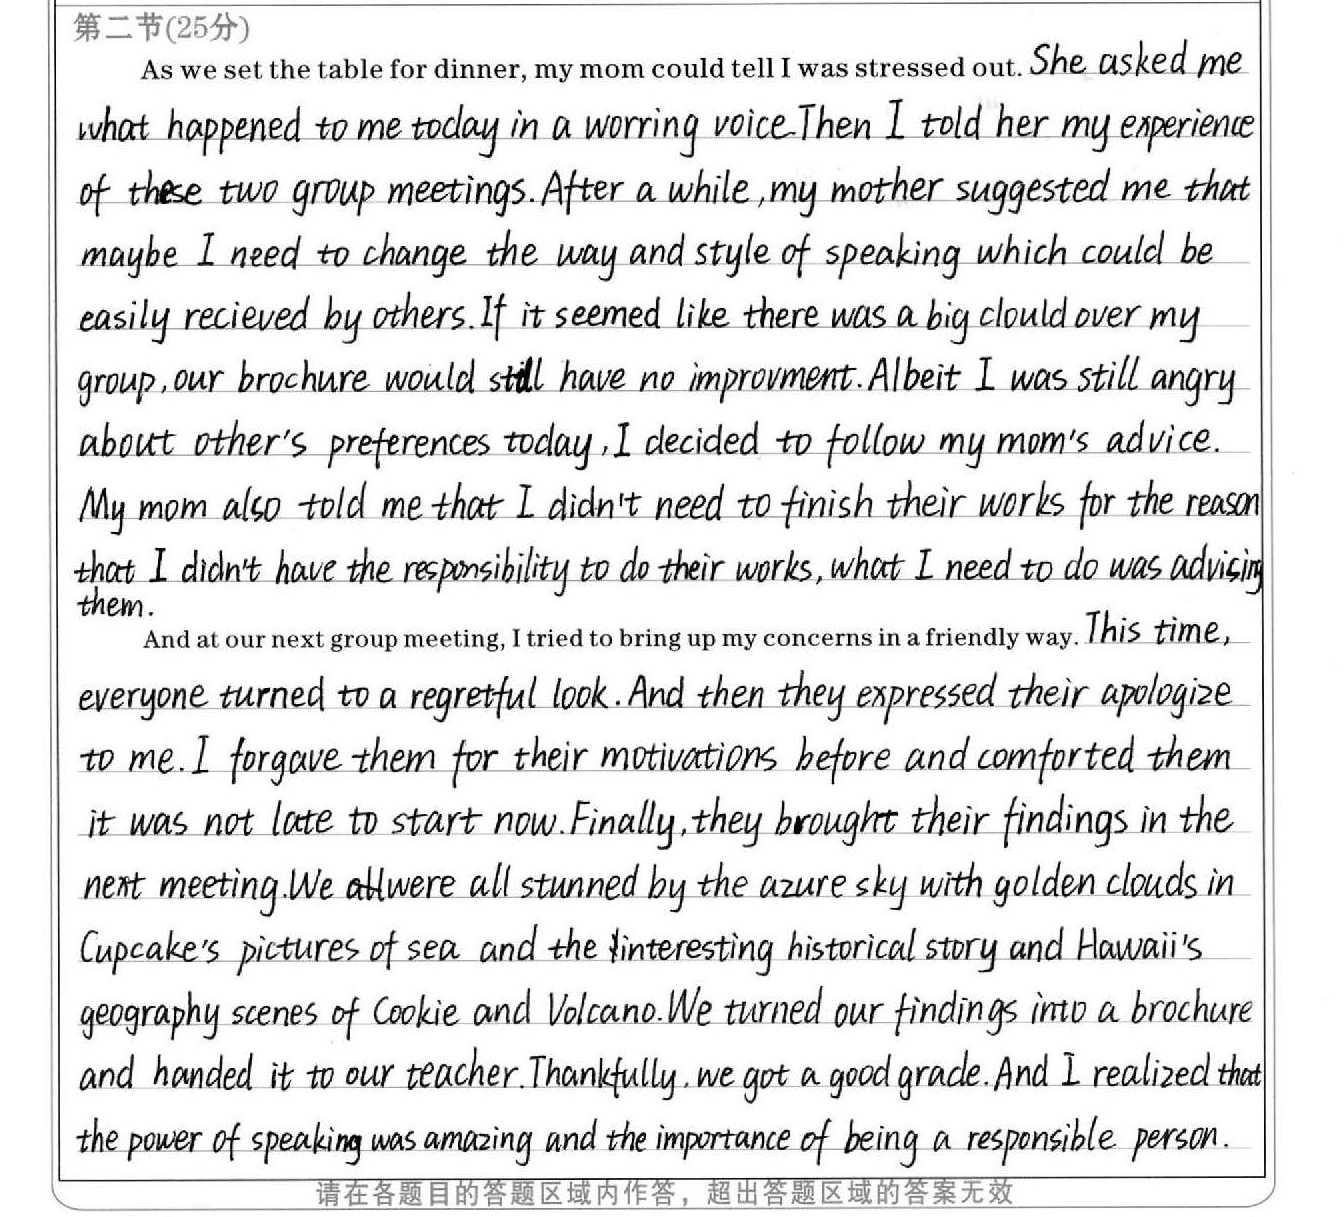 第二节(25分)
As we set the table for dinner, my mom could tell I was stressed out. She asked me
what happened to me today in a worring voice.Then I told her my experience
of these two group meetings. After a while, my mother suggested me that
maybe I need to change the way and style of speaking which could be
easily recieved by others. If it seemed like there was a big clould over my
group, our brochure would still have no improvment. Albeit I was still angry
about other's preferences today, I decided to follow my mom's advice.
My mom also told me that I didn't need to finish their works for the reason
that I didn't have the responsibility to do their works, what I need to do was advising
them.
And at our next group meeting, I tried to bring up my concerns in a friendly way. This time,
everyone turned to a regretful look. And then they expressed their apologize
to me. I forgave them for their motivations before and comforted them
it was not late to start now. Finally, they brought their findings in the
next meeting. We were all stunned by the azure sky with golden clouds in
Cupcake's pictures of sea and the interesting historical story and Hawaii's
geography scenes of Cookie and Volcano. We turned our findings into a brochure
and handed it to our teacher. Thankfully, we got a good grade. And I realized that
the power of speaking was amazing and the importance of being a responsible person.
请在各题目的答题区域内作答，超出答题区域的答案无效